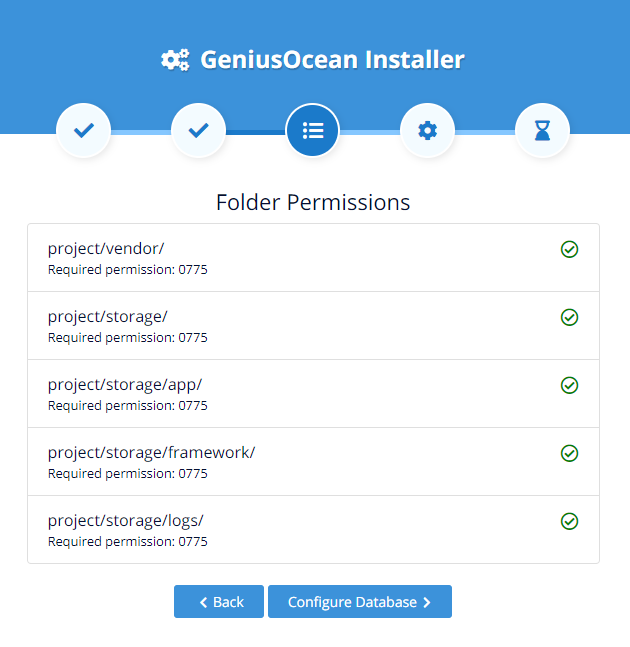 GeniusOcean Installer
Folder Permissions
project/vendor/
Required permission: 0775
project/storage/
Required permission: 0775
project/storage/app/
Required permission: 0775
project/storage/framework/
Required permission: 0775
project/storage/logs/
Required permission: 0775
Back
Configure Database